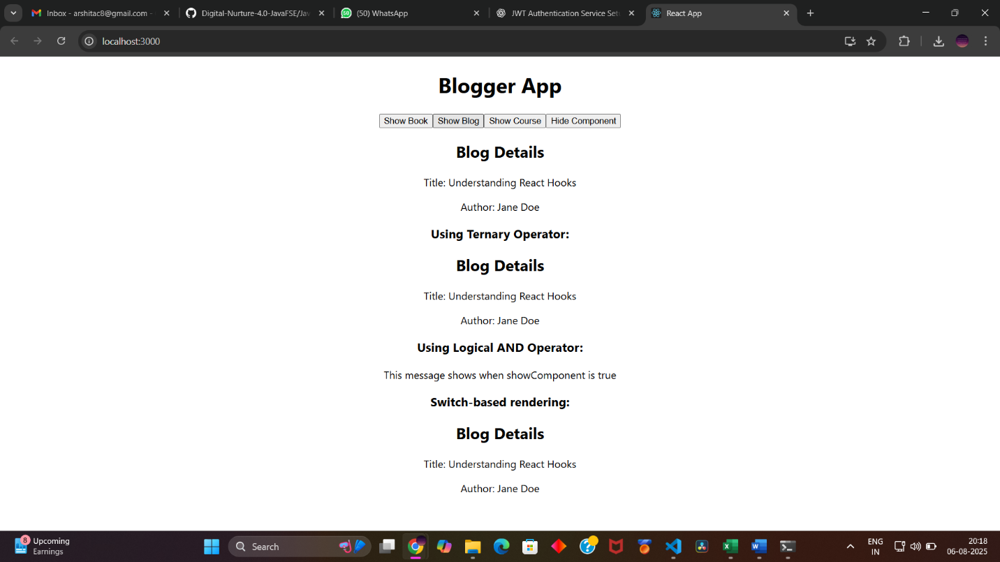 Inbox - arshitac8@gmail.com -
Digital-Nurture-4.0-JavaFSE/Jav
(50) WhatsApp
JWT Authentication Service Set
React App
localhost:3000
Blogger App
Show Book Show Blog Show Course Hide Component
Blog Details
Title: Understanding React Hooks
Author: Jane Doe
Using Ternary Operator:
Blog Details
Title: Understanding React Hooks
Author: Jane Doe
Using Logical AND Operator:
This message shows when showComponent is true
Switch-based rendering:
Blog Details
Title: Understanding React Hooks
Author: Jane Doe
8
Upcoming
Earnings
Search
ENG
IN
20:18
06-08-2025